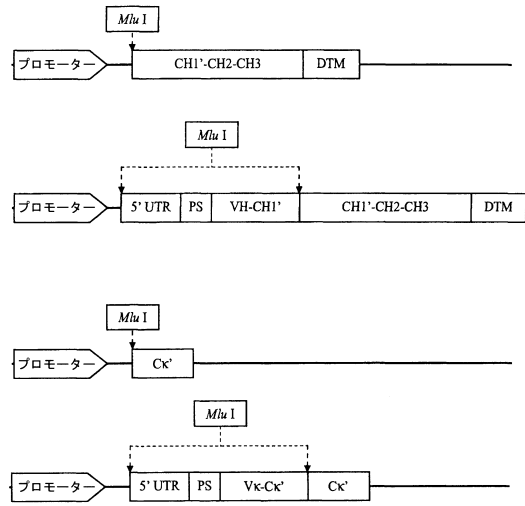 Mlu I
プロモーター CH1'-CH2-CH3 DTM
Mlu I
プロモーター 5' UTR PS VH-CH1' CH1'-CH2-CH3 DTM
Mlu I
プロモーター Cκ'
Mlu I
プロモーター 5' UTR PS Vκ-Cκ' Cκ'